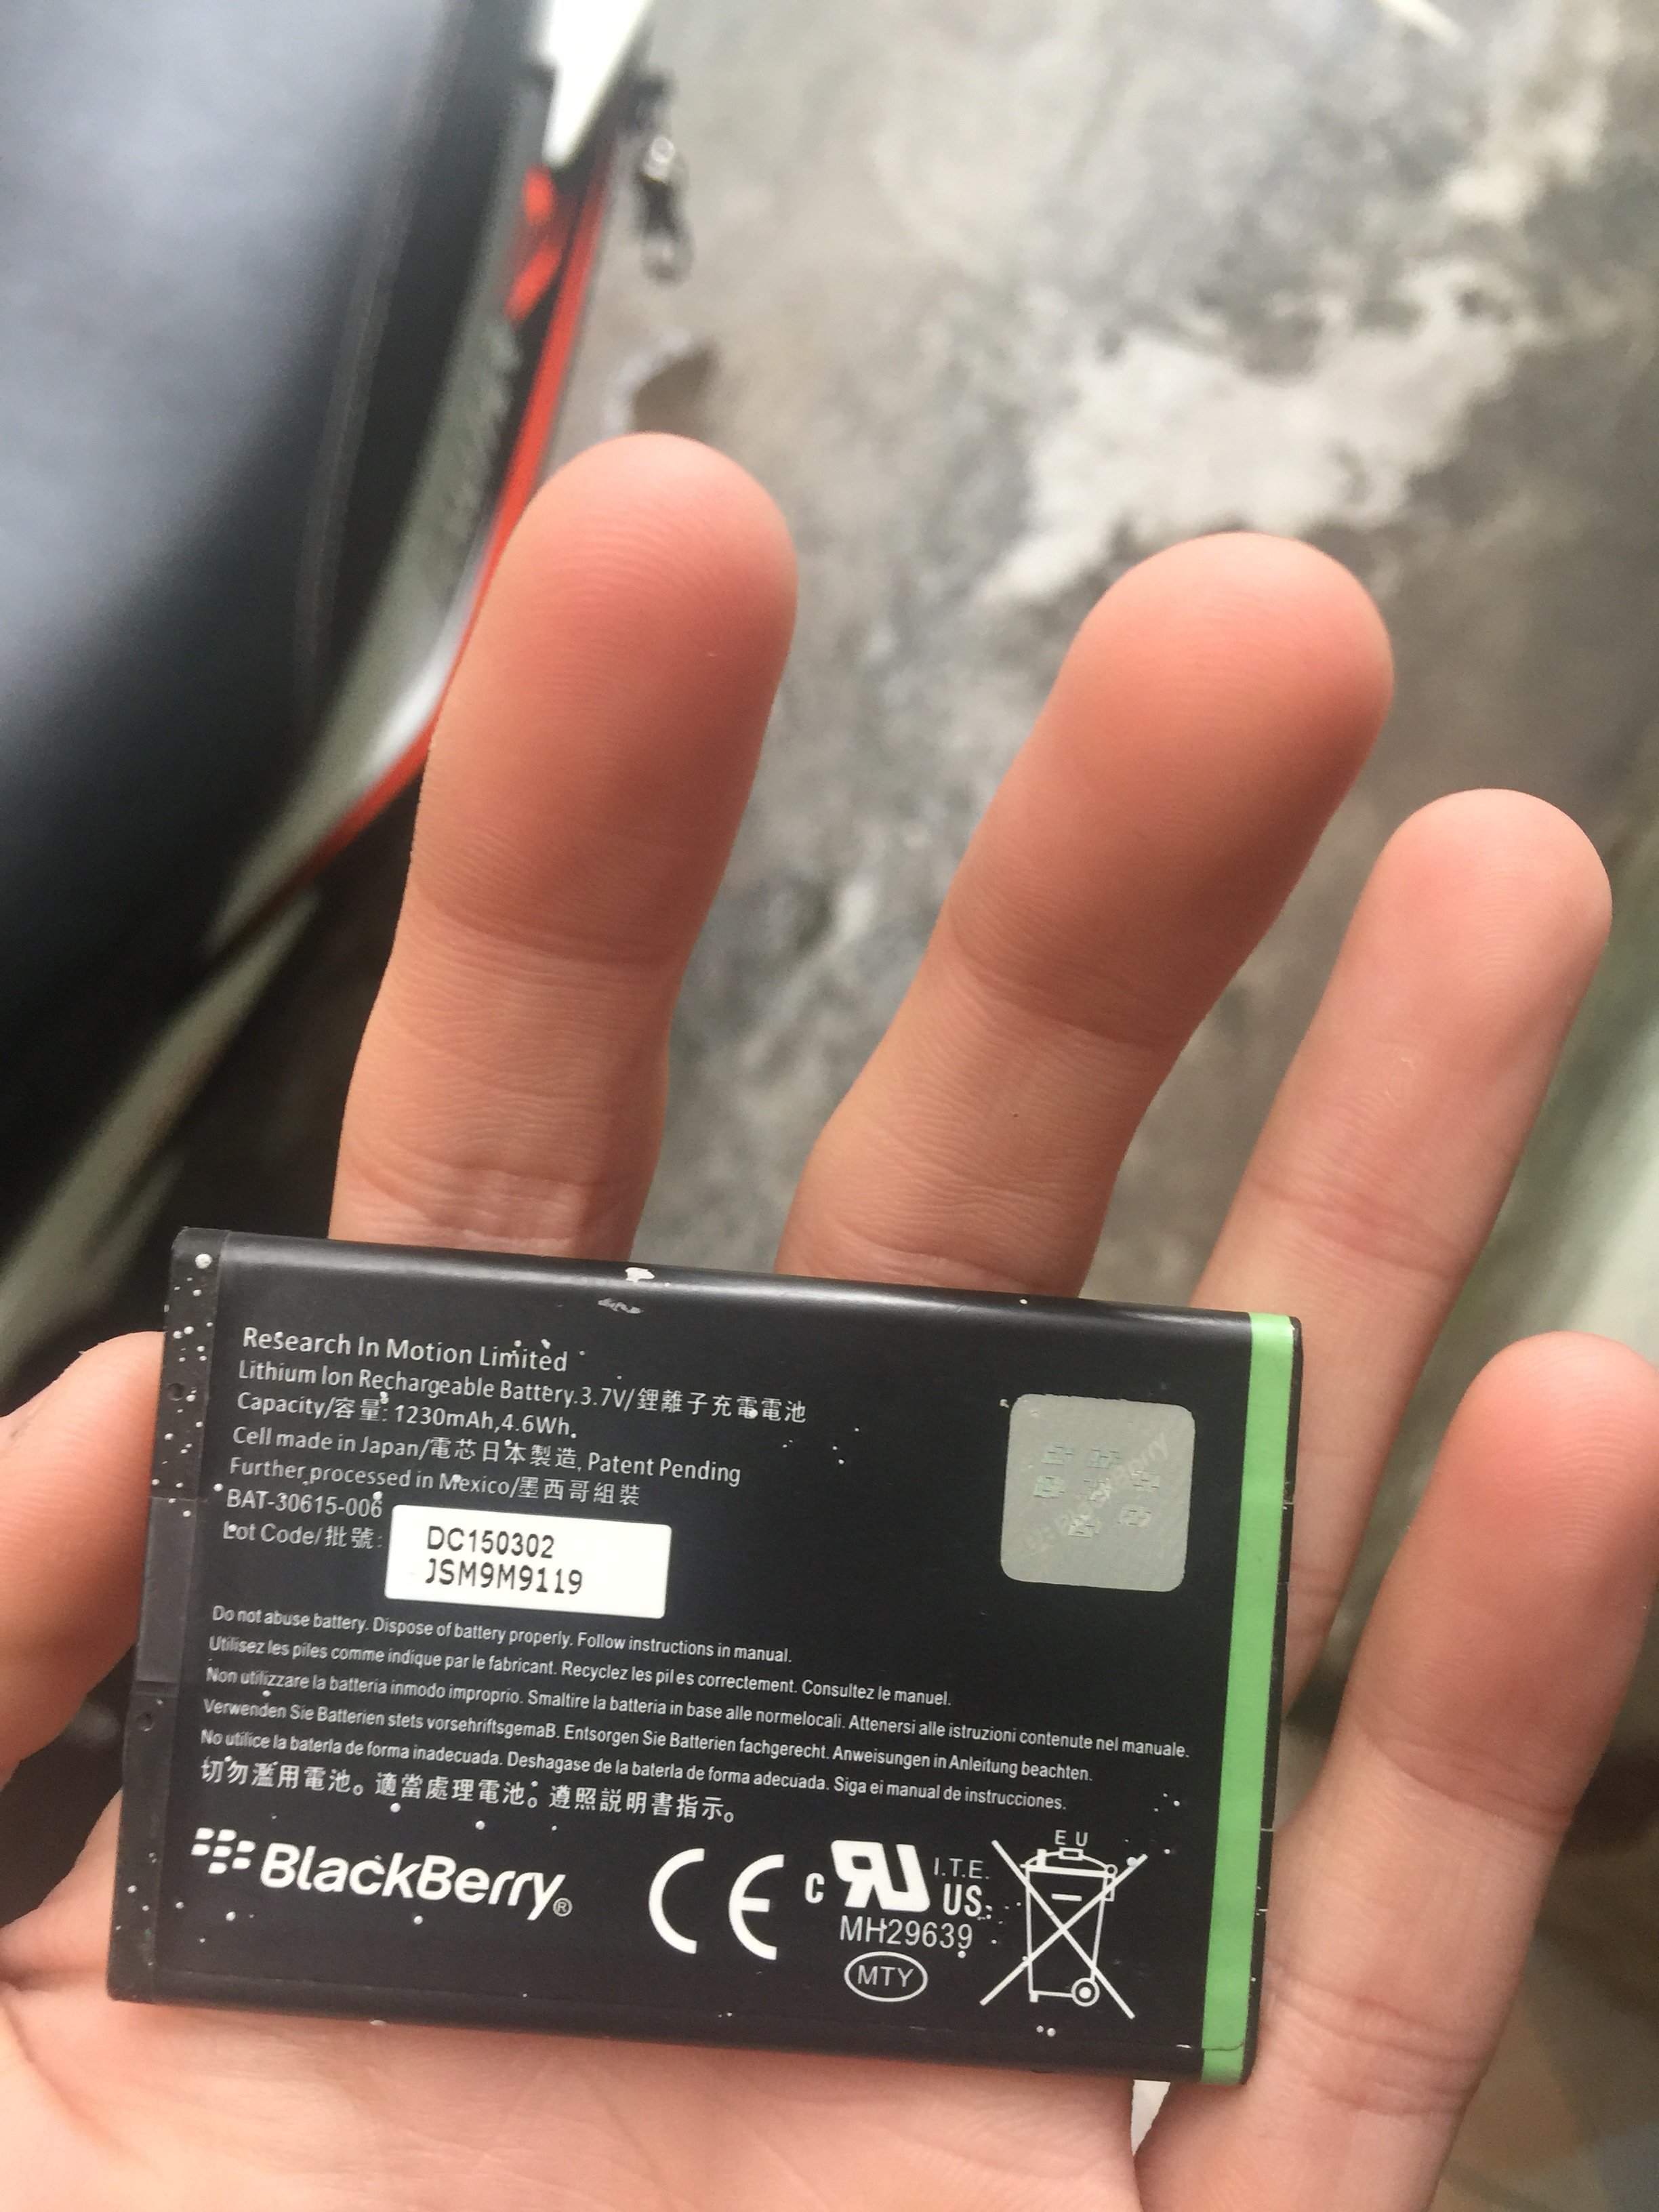 Research In Motion Limited
Lithium Ion Rechargeable Battery.3.7V/鋰離子充電電池
Capacity/容量: 1230mAh,4.6Wh.
Cell made in Japan/電芯日本製造, Patent Pending
Further processed in Mexico/墨西哥組裝
BAT-30615-006
Lot Code/批號:
DC150302
JSM9M9119
Do not abuse battery. Dispose of battery properly. Follow instructions in manual.
Utilisez les piles comme indique par le fabricant. Recyclez les piles correctement. Consultez le manuel.
Non utilizzare la batteria inmodo improprio. Smaltire la batteria in base alle normelocali. Attenersi alle istruzioni contenute nel manuale.
Verwenden Sie Batterien stets vorsehriftsgemaB. Entsorgen Sie Batterien fachgerecht. Anweisungen in Anleitung beachten.
No utilice la baterla de forma inadecuada. Deshagase de la baterla de forma adecuada. Siga ei manual de instrucciones.
切勿濫用電池。適當處理電池。遵照説明書指示。
BlackBerry®
CE
c RU US
I.T.E.
MH29639
MTY
EU